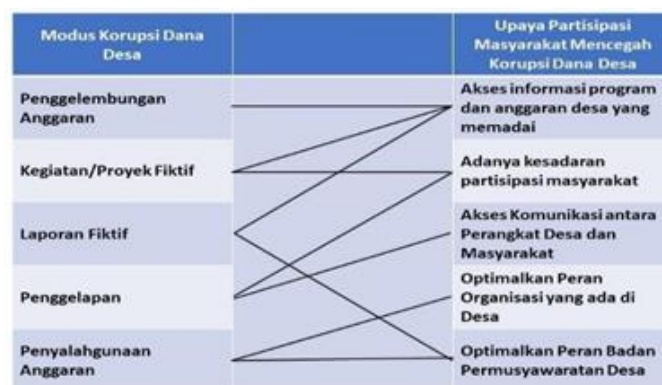 Modus Korupsi Dana
Desa
Upaya Partisipasi
Masyarakat Mencegah
Korupsi Dana Desa
Penggelembungan
Anggaran
Akses informasi program
dan anggaran desa yang
memadai
Kegiatan/Proyek Fiktif
Adanya kesadaran
partisipasi masyarakat
Laporan Fiktif
Akses Komunikasi antara
Perangkat Desa dan
Masyarakat
Penggelapan
Optimalkan Peran
Organisasi yang ada di
Desa
Penyalahgunaan
Anggaran
Optimalkan Peran Badan
Permusyawaratan Desa